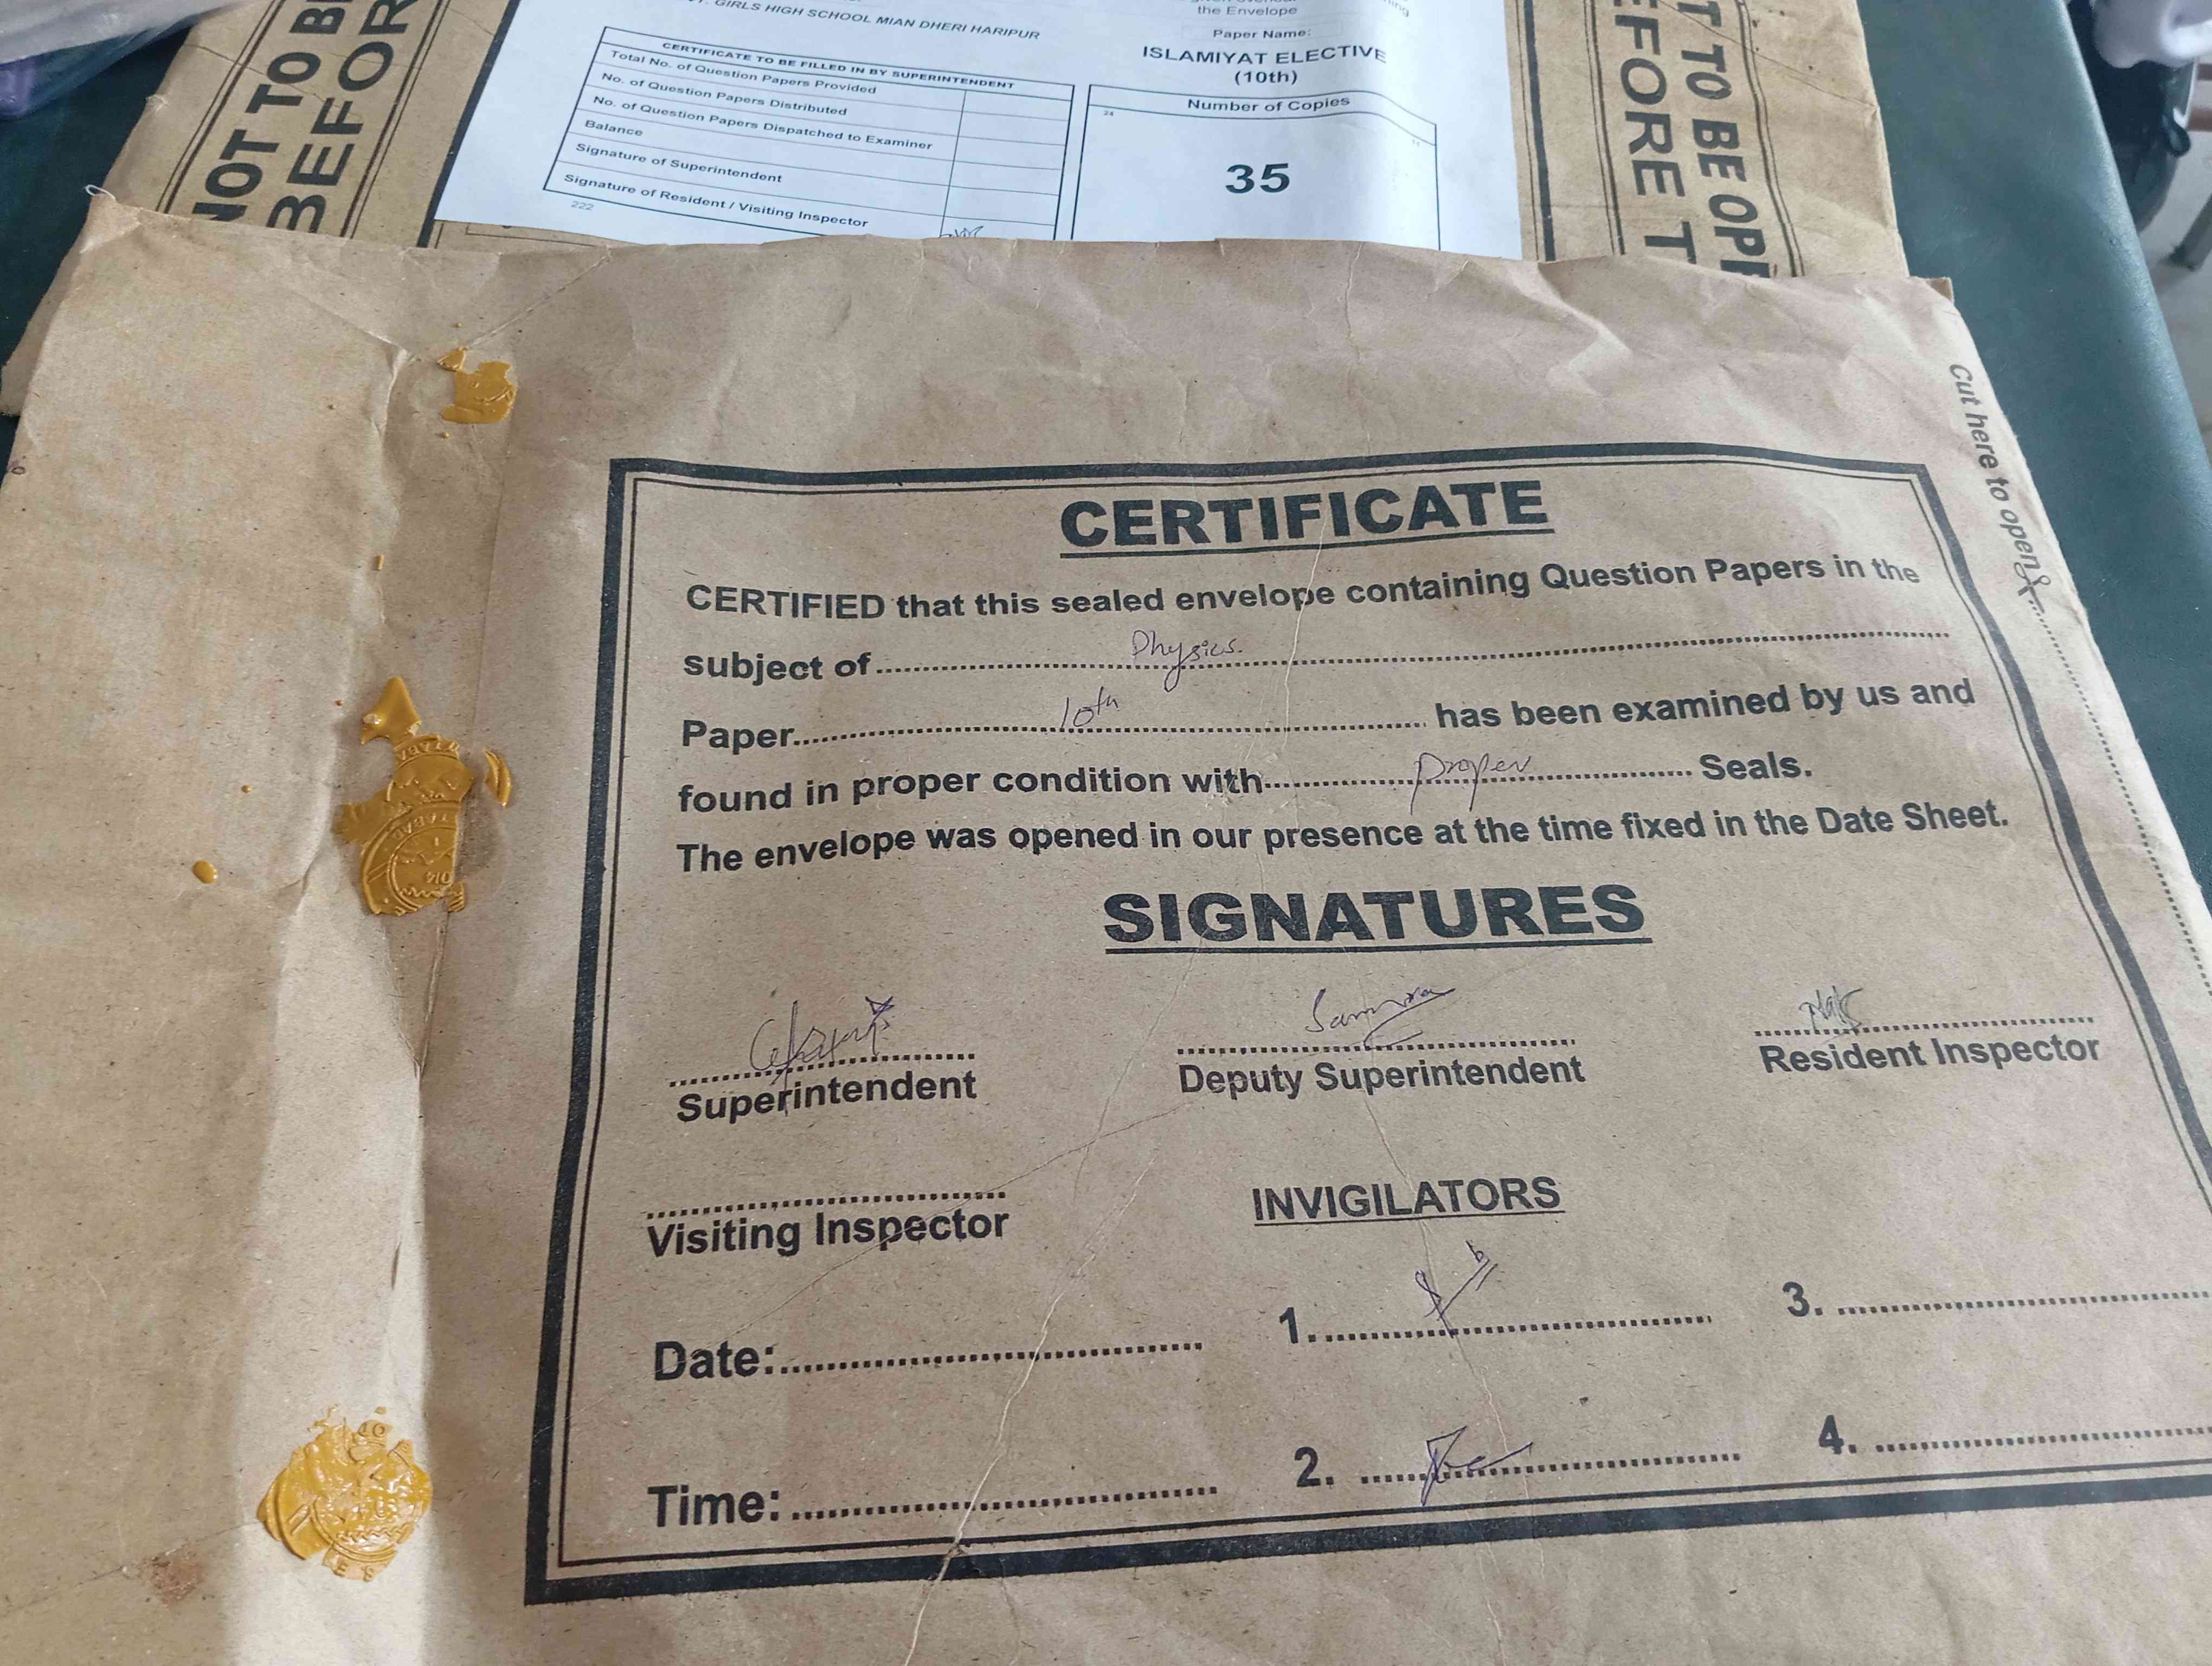 GIRLS HIGH SCHOOL MIAN DHERI HARIPUR
CERTIFICATE TO BE FILLED IN BY SUPERINTENDENT
Total No. of Question Papers Provided
No. of Question Papers Distributed
No. of Question Papers Dispatched to Examiner
Balance
Signature of Superintendent
Signature of Resident / Visiting Inspector
222
the Envelope
Paper Name:
ISLAMIYAT ELECTIVE
(10th)
Number of Copies
24
35
NOT TO BE
BEFOR
T TO BE OPE
EFORE T
Cut here to open
CERTIFICATE
CERTIFIED that this sealed envelope containing Question Papers in the
subject of Physics.
Paper 10th has been examined by us and
found in proper condition with proper Seals.
The envelope was opened in our presence at the time fixed in the Date Sheet.
SIGNATURES
Samra
Superintendent Deputy Superintendent Resident Inspector
Visiting Inspector INVIGILATORS
Date: 1. 3.
Time: 2. 4.